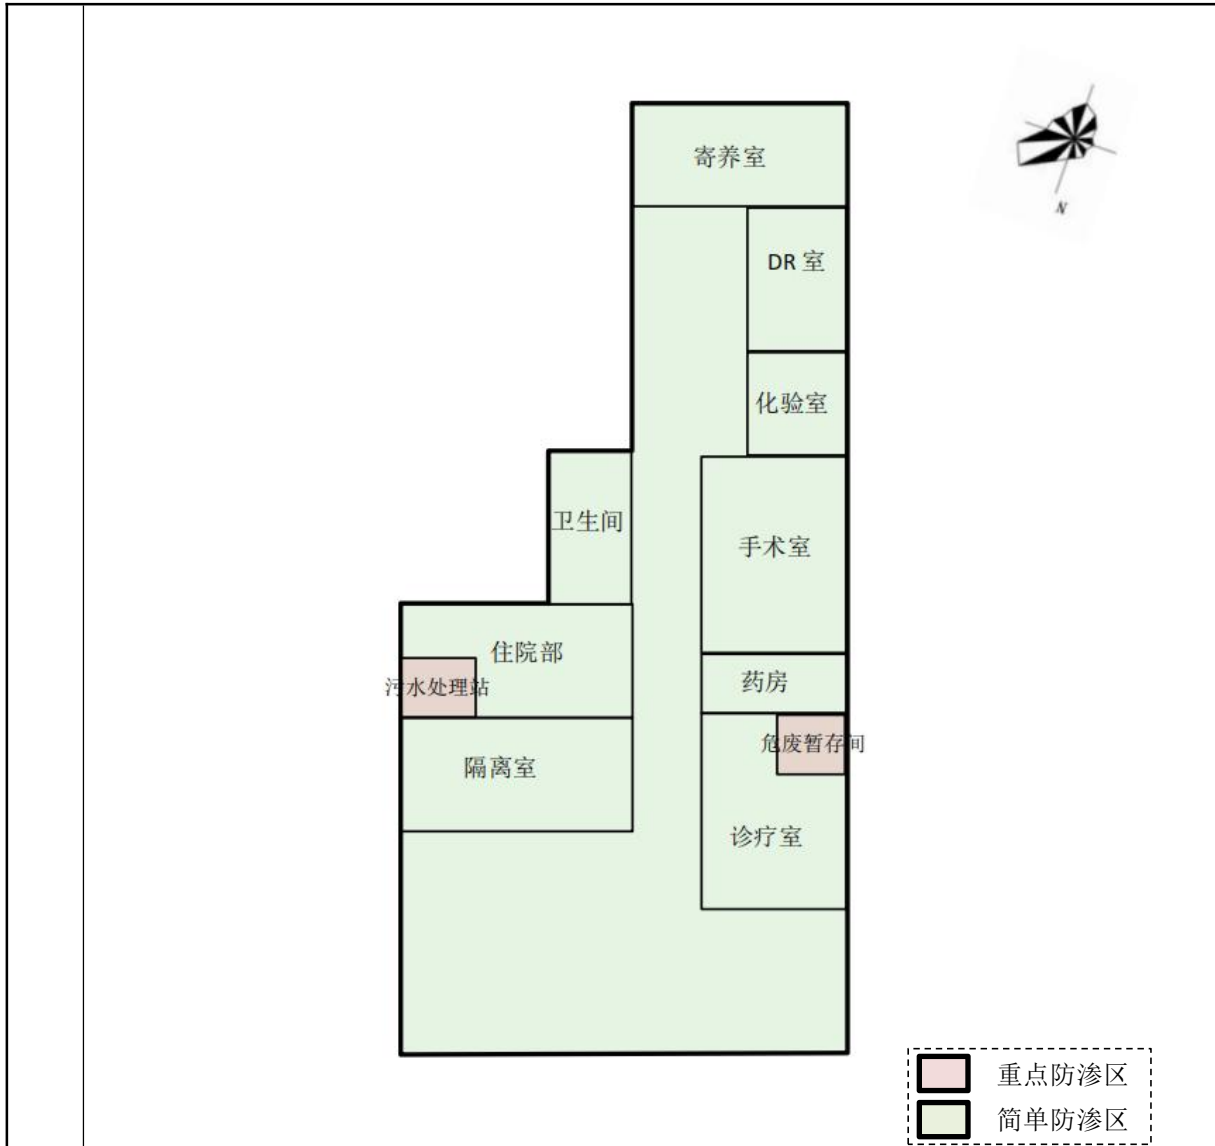 寄养室
N
DR 室
化验室
卫生间
手术室
住院部
药房
污水处理站
危废暂存间
隔离室
诊疗室
重点防渗区
简单防渗区